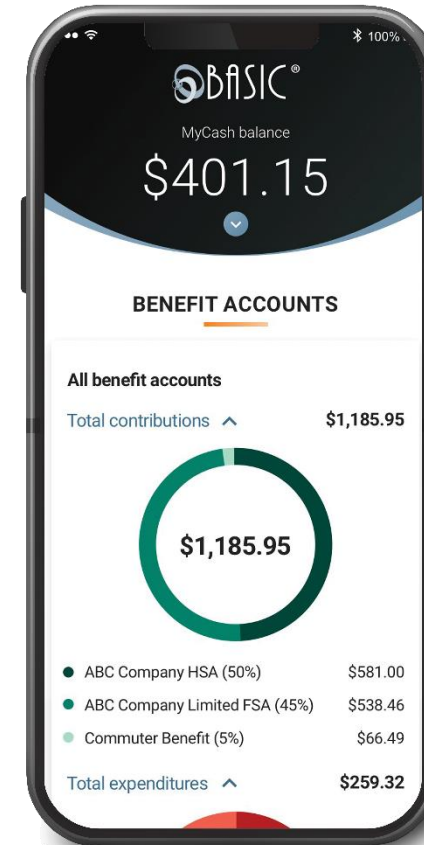 100%
BASIC®
MyCash balance
$401.15
BENEFIT ACCOUNTS
All benefit accounts
Total contributions $1,185.95
$1,185.95
ABC Company HSA (50%) $581.00
ABC Company Limited FSA (45%) $538.46
Commuter Benefit (5%) $66.49
Total expenditures $259.32